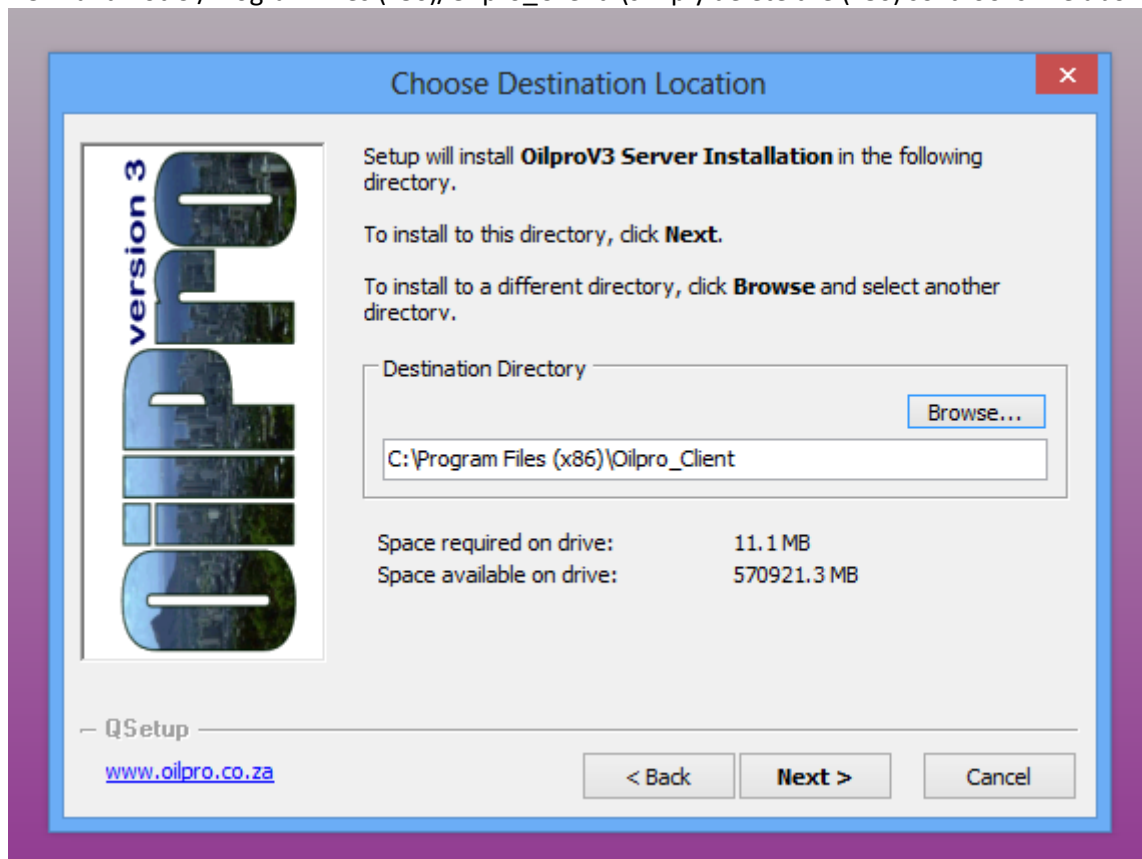 Choose Destination Location
×
OilPro version 3
Setup will install OilproV3 Server Installation in the following
directory.
To install to this directory, click Next.
To install to a different directory, click Browse and select another
directory.
Destination Directory
Browse...
C:\Program Files (x86)\Oilpro_Client
Space required on drive: 11.1 MB
Space available on drive: 570921.3 MB
QSetup
www.oilpro.co.za
< Back
Next >
Cancel